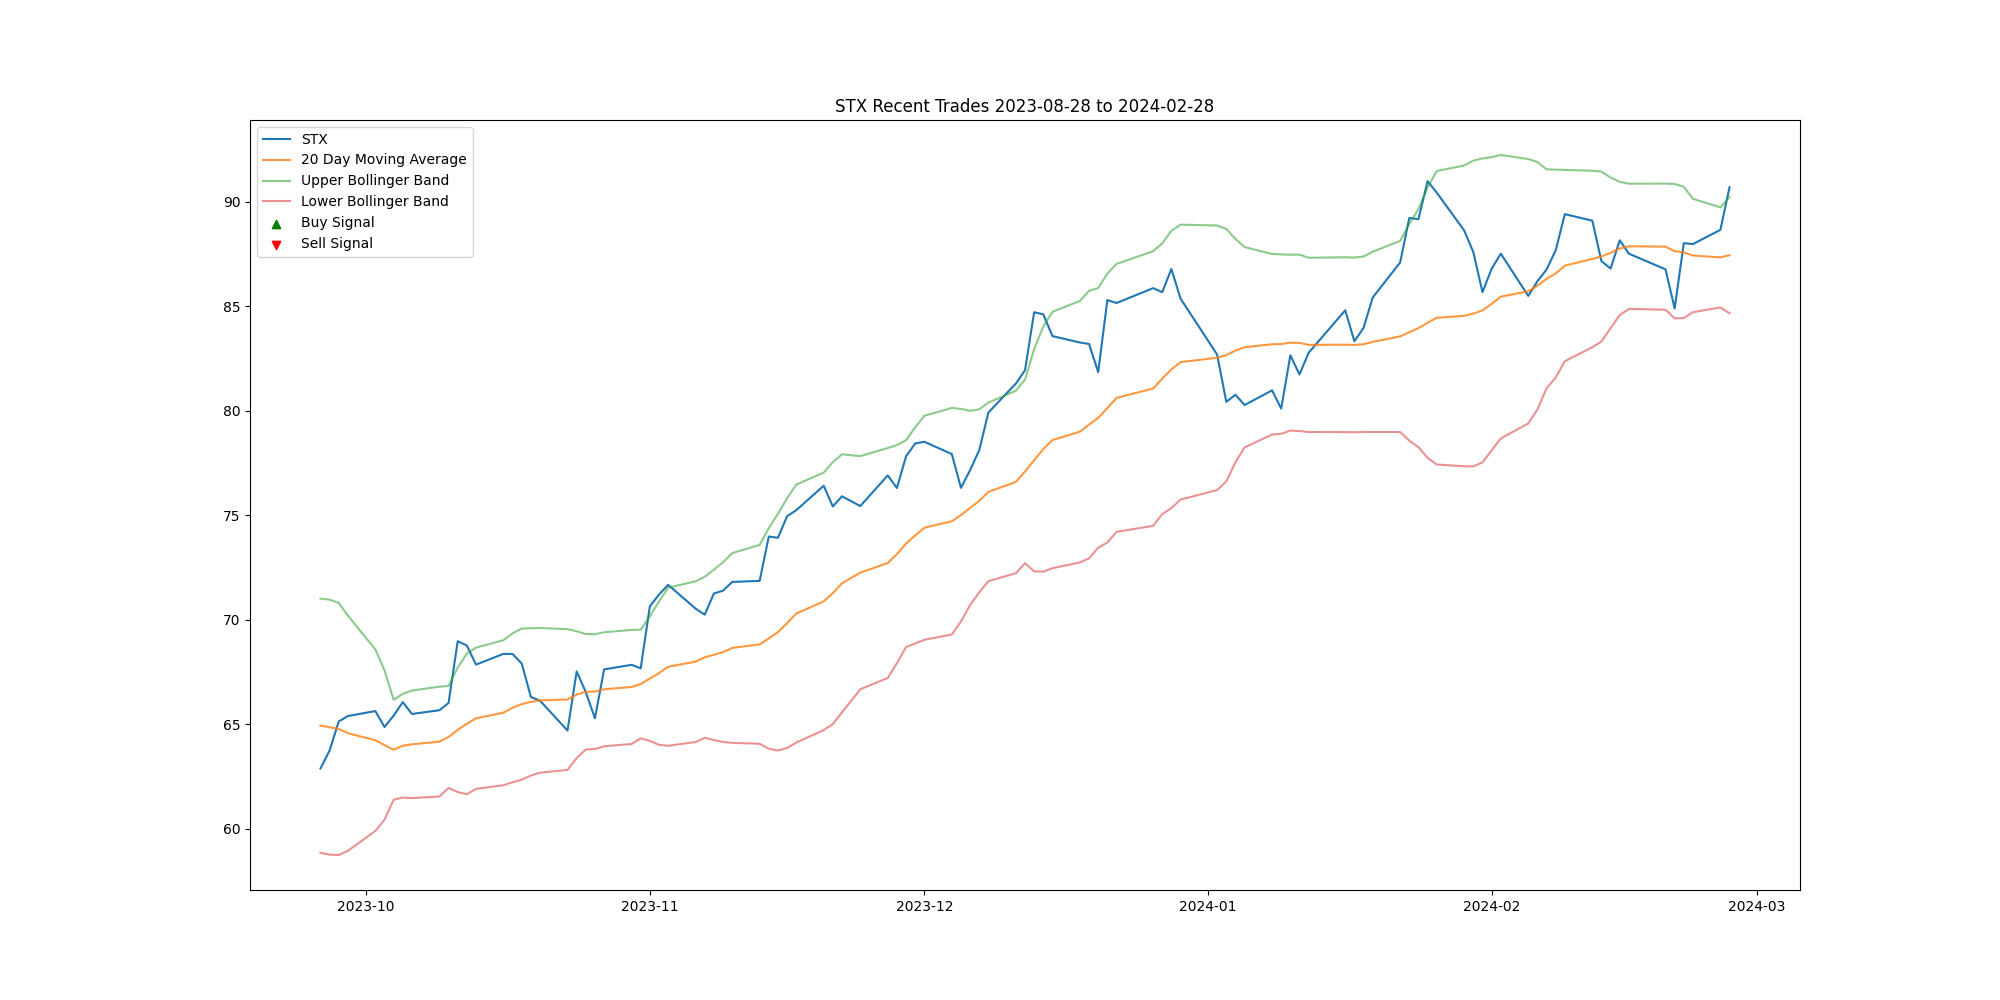 STX Recent Trades 2023-08-28 to 2024-02-28
STX
20 Day Moving Average
Upper Bollinger Band
Lower Bollinger Band
Buy Signal
Sell Signal
90
85
80
75
70
65
60
2023-10 2023-11 2023-12 2024-01 2024-02 2024-03